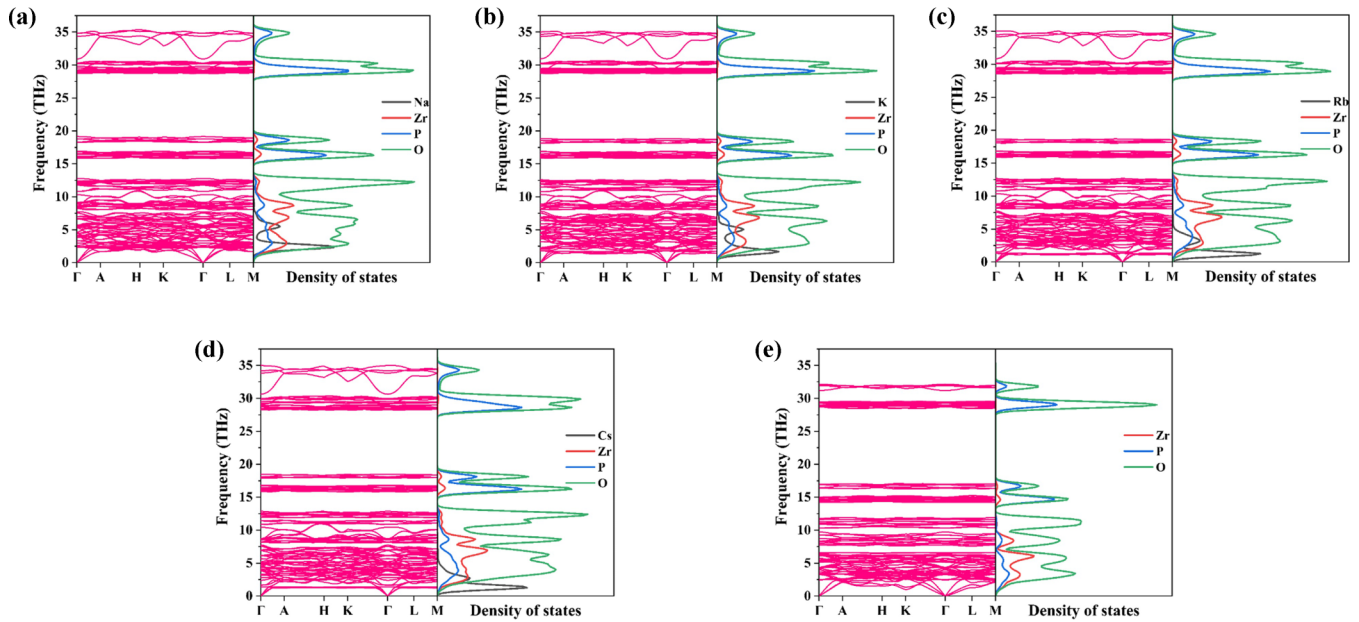 (a)
Frequency (THz)
35
30
25
20
15
10
5
0
Γ A H K Γ L M
Density of states
Na
Zr
P
O
(b)
Frequency (THz)
35
30
25
20
15
10
5
0
Γ A H K Γ L M
Density of states
K
Zr
P
O
(c)
Frequency (THz)
35
30
25
20
15
10
5
0
Γ A H K Γ L M
Density of states
Rb
Zr
P
O
(d)
Frequency (THz)
35
30
25
20
15
10
5
0
Γ A H K Γ L M
Density of states
Cs
Zr
P
O
(e)
Frequency (THz)
35
30
25
20
15
10
5
0
Γ A H K Γ L M
Density of states
Zr
P
O